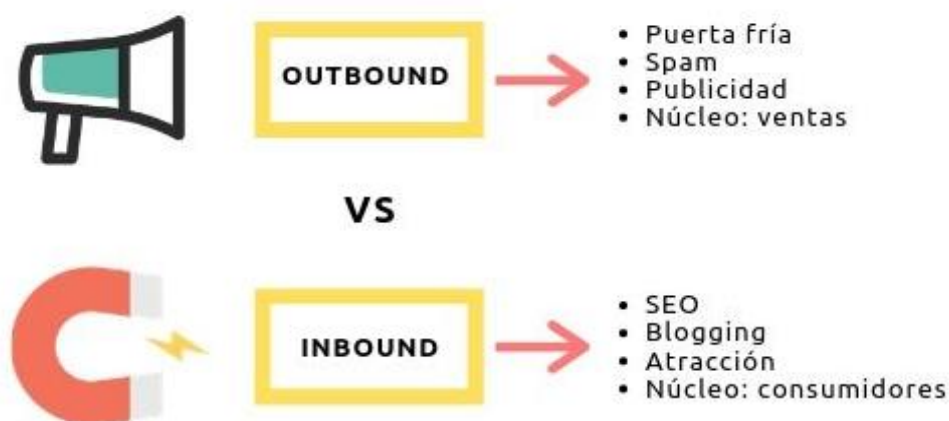 OUTBOUND
• Puerta fría
• Spam
• Publicidad
• Núcleo: ventas
VS
INBOUND
• SEO
• Blogging
• Atracción
• Núcleo: consumidores